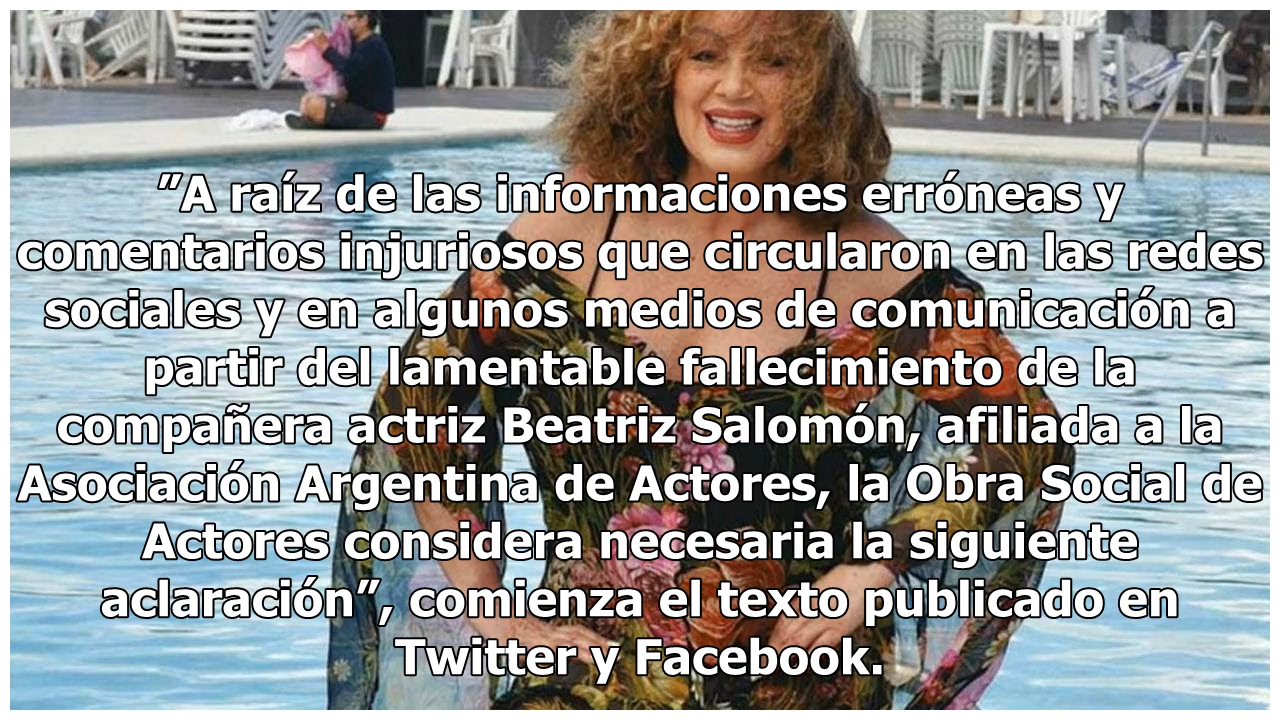 ”A raíz de las informaciones erróneas y
comentarios injuriosos que circularon en las redes
sociales y en algunos medios de comunicación a
partir del lamentable fallecimiento de la
compañera actriz Beatriz Salomón, afiliada a la
Asociación Argentina de Actores, la Obra Social de
Actores considera necesaria la siguiente
aclaración”, comienza el texto publicado en
Twitter y Facebook.